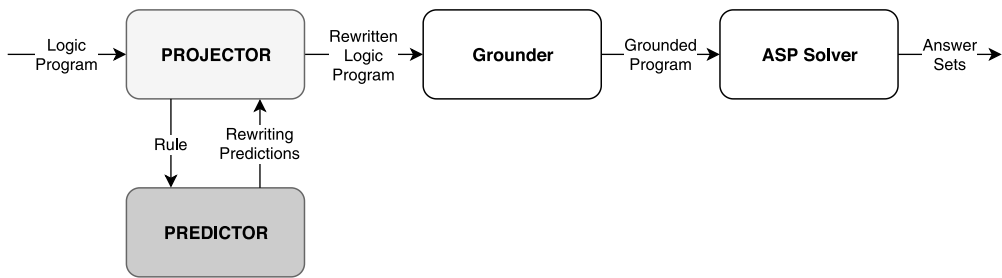 Logic
Program
PROJECTOR
Rewritten
Logic
Program
Grounder
Grounded
Program
ASP Solver
Answer
Sets
Rule
Rewriting
Predictions
PREDICTOR